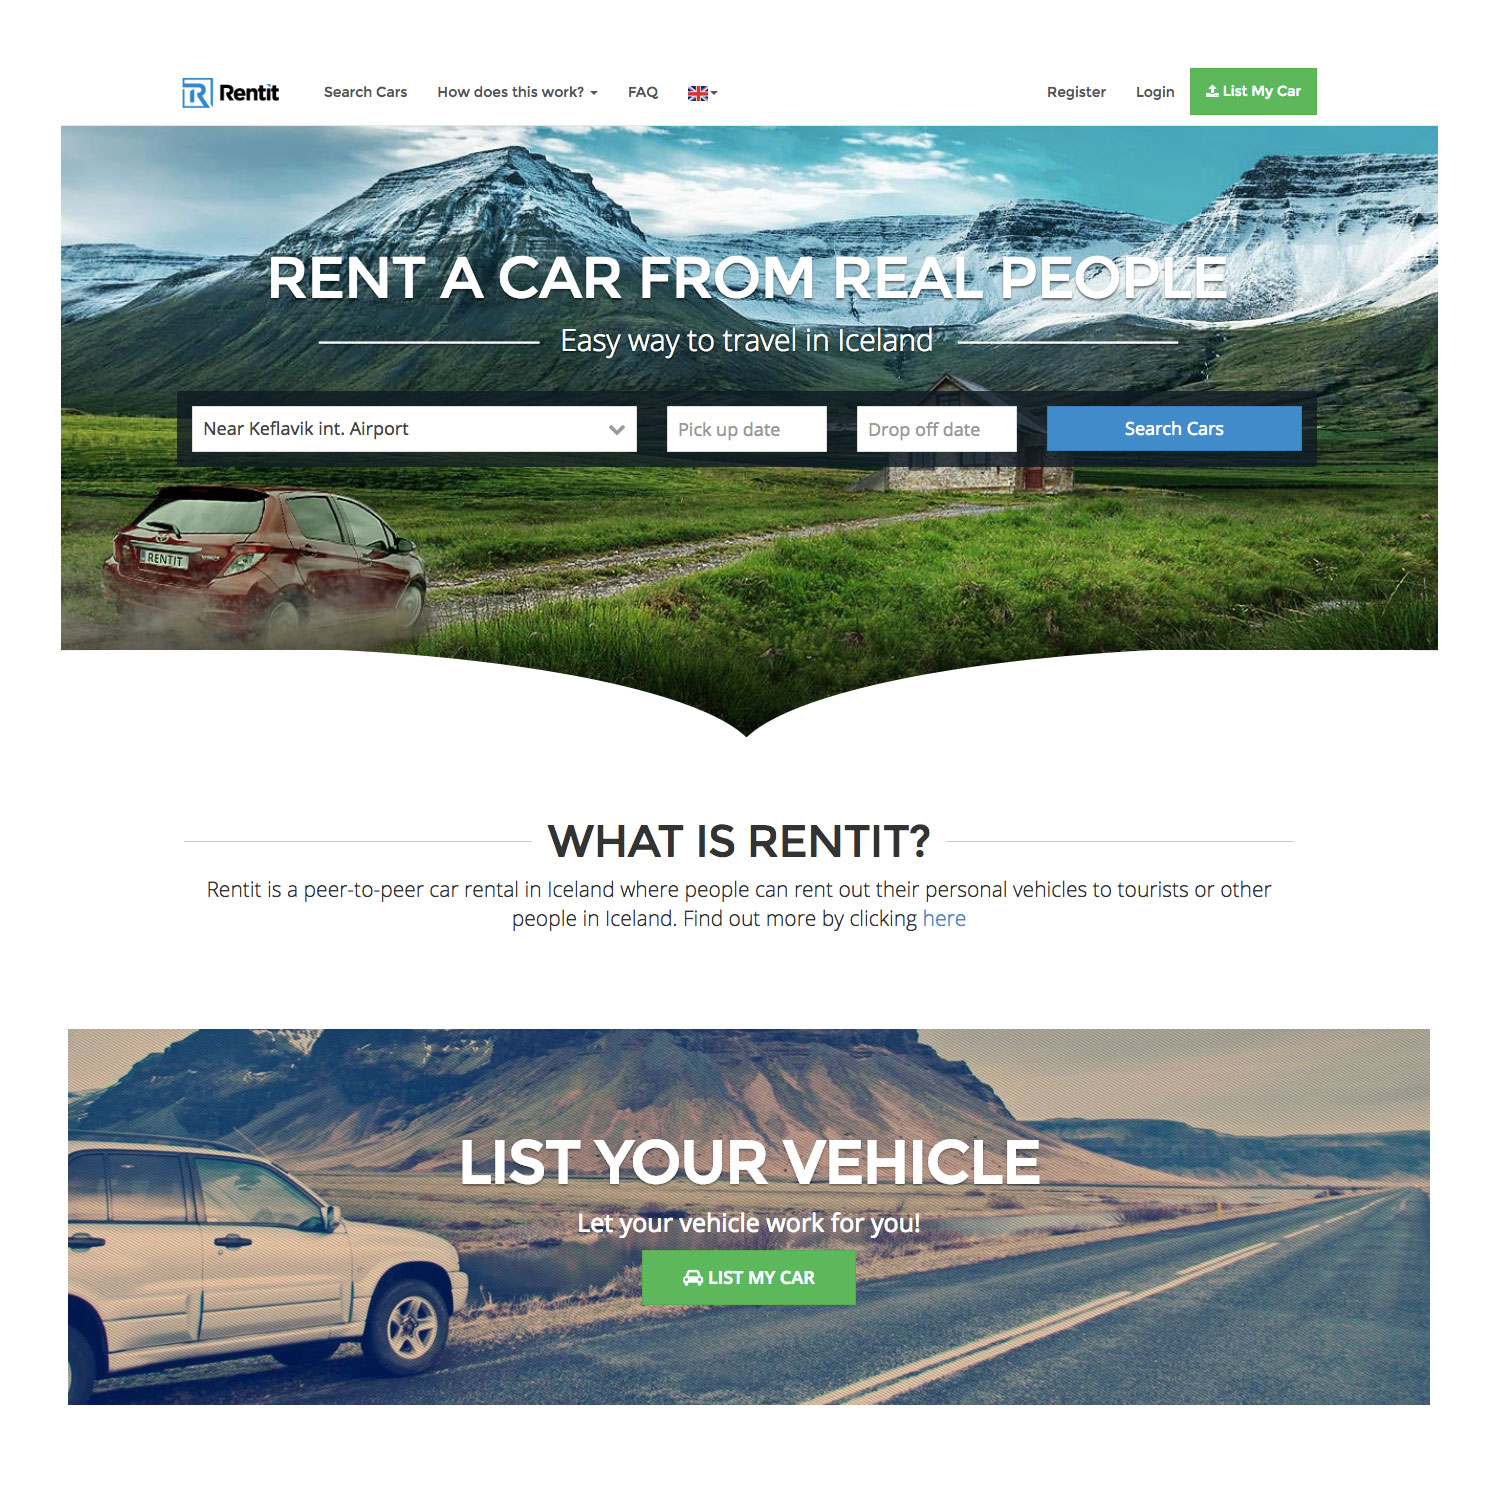 Rentit
Search Cars
How does this work?
FAQ
Register
Login
List My Car
RENT A CAR FROM REAL PEOPLE
Easy way to travel in Iceland
Near Keflavik int. Airport
Pick up date
Drop off date
Search Cars
RENTIT
WHAT IS RENTIT?
Rentit is a peer-to-peer car rental in Iceland where people can rent out their personal vehicles to tourists or other
people in Iceland. Find out more by clicking here
LIST YOUR VEHICLE
Let your vehicle work for you!
LIST MY CAR